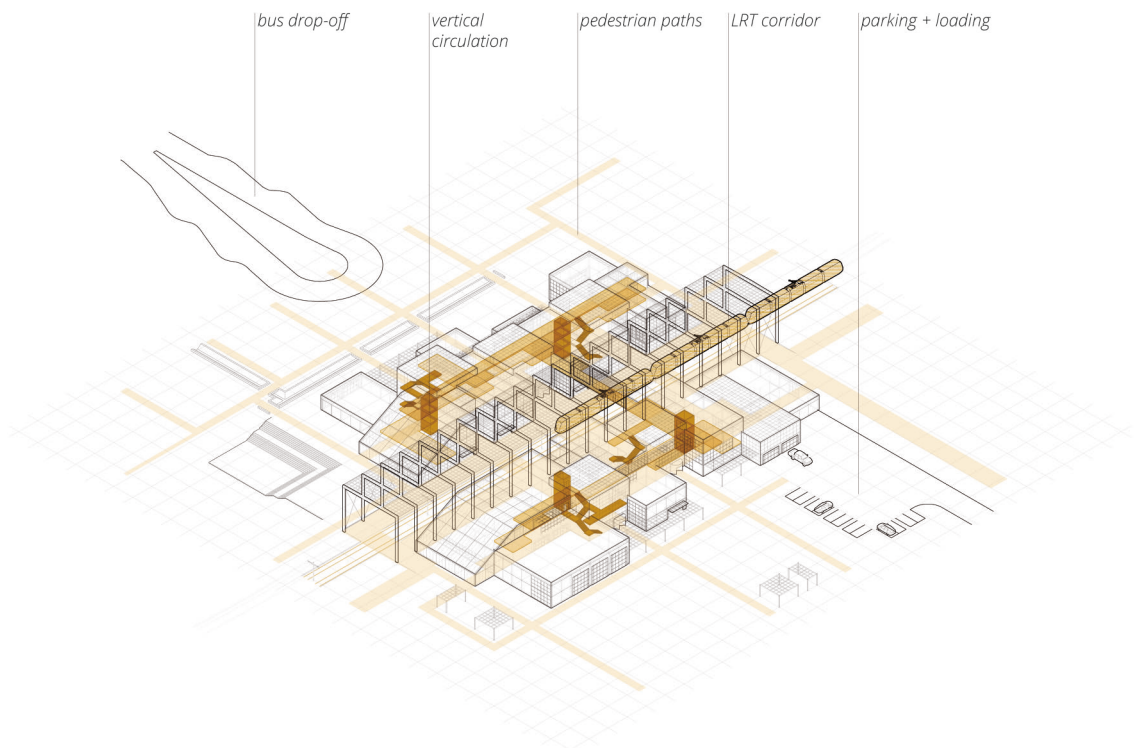 bus drop-off
vertical
circulation
pedestrian paths
LRT corridor
parking + loading